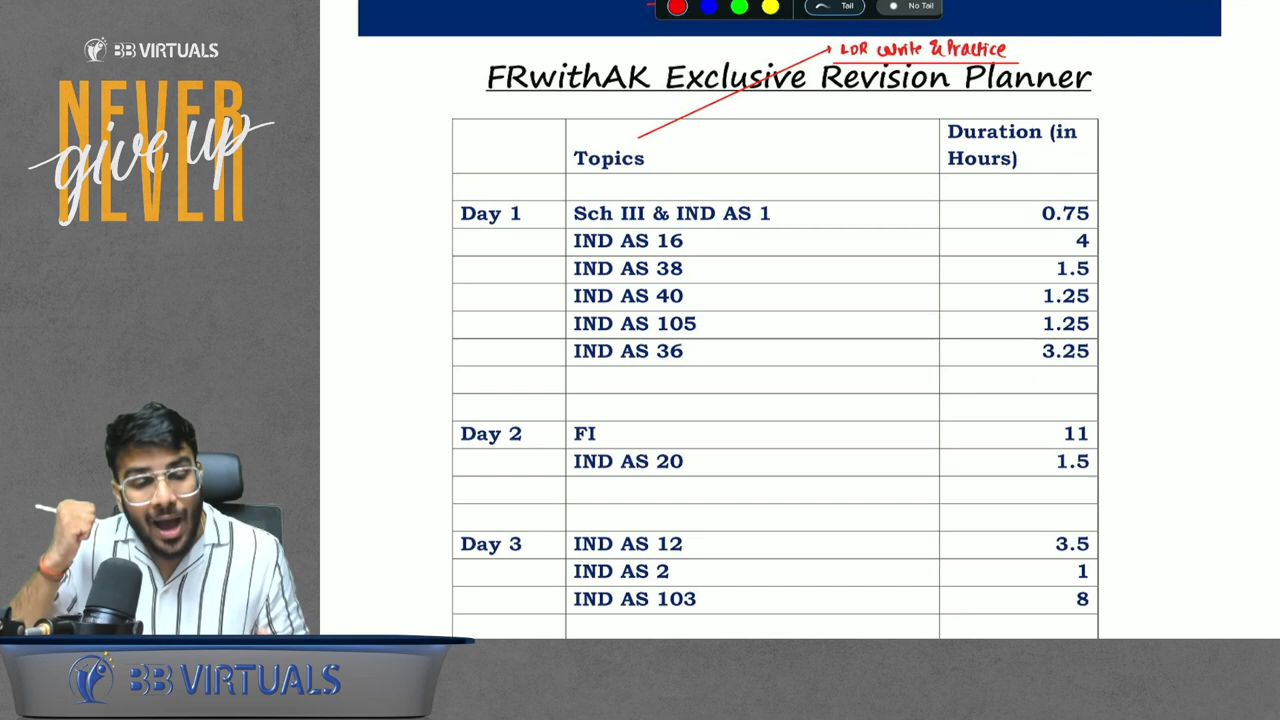 Tail
No Tail
BB VIRTUALS
NEVER
give up
NEVER
LDR Write & Practice
FRwithAK Exclusive Revision Planner
Topics Duration (in Hours)
Day 1 Sch III & IND AS 1 0.75
IND AS 16 4
IND AS 38 1.5
IND AS 40 1.25
IND AS 105 1.25
IND AS 36 3.25
Day 2 FI 11
IND AS 20 1.5
Day 3 IND AS 12 3.5
IND AS 2 1
IND AS 103 8
BB VIRTUALS